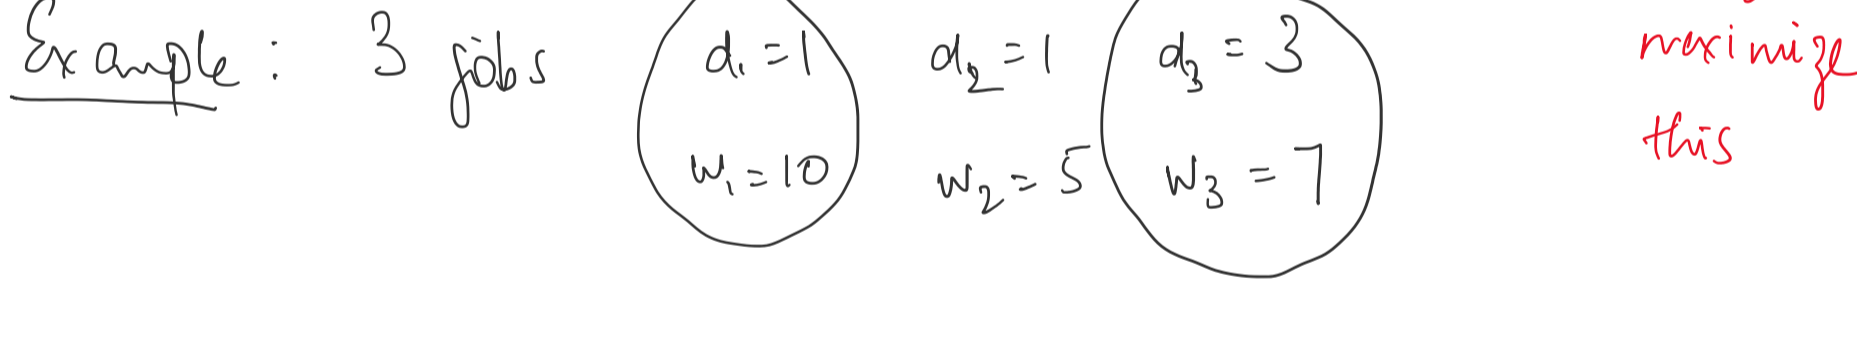 Example : 3 jobs d₁ = 1 d₂ = 1 d₃ = 3 maximize
w₁ = 10 w₂ = 5 w₃ = 7 this